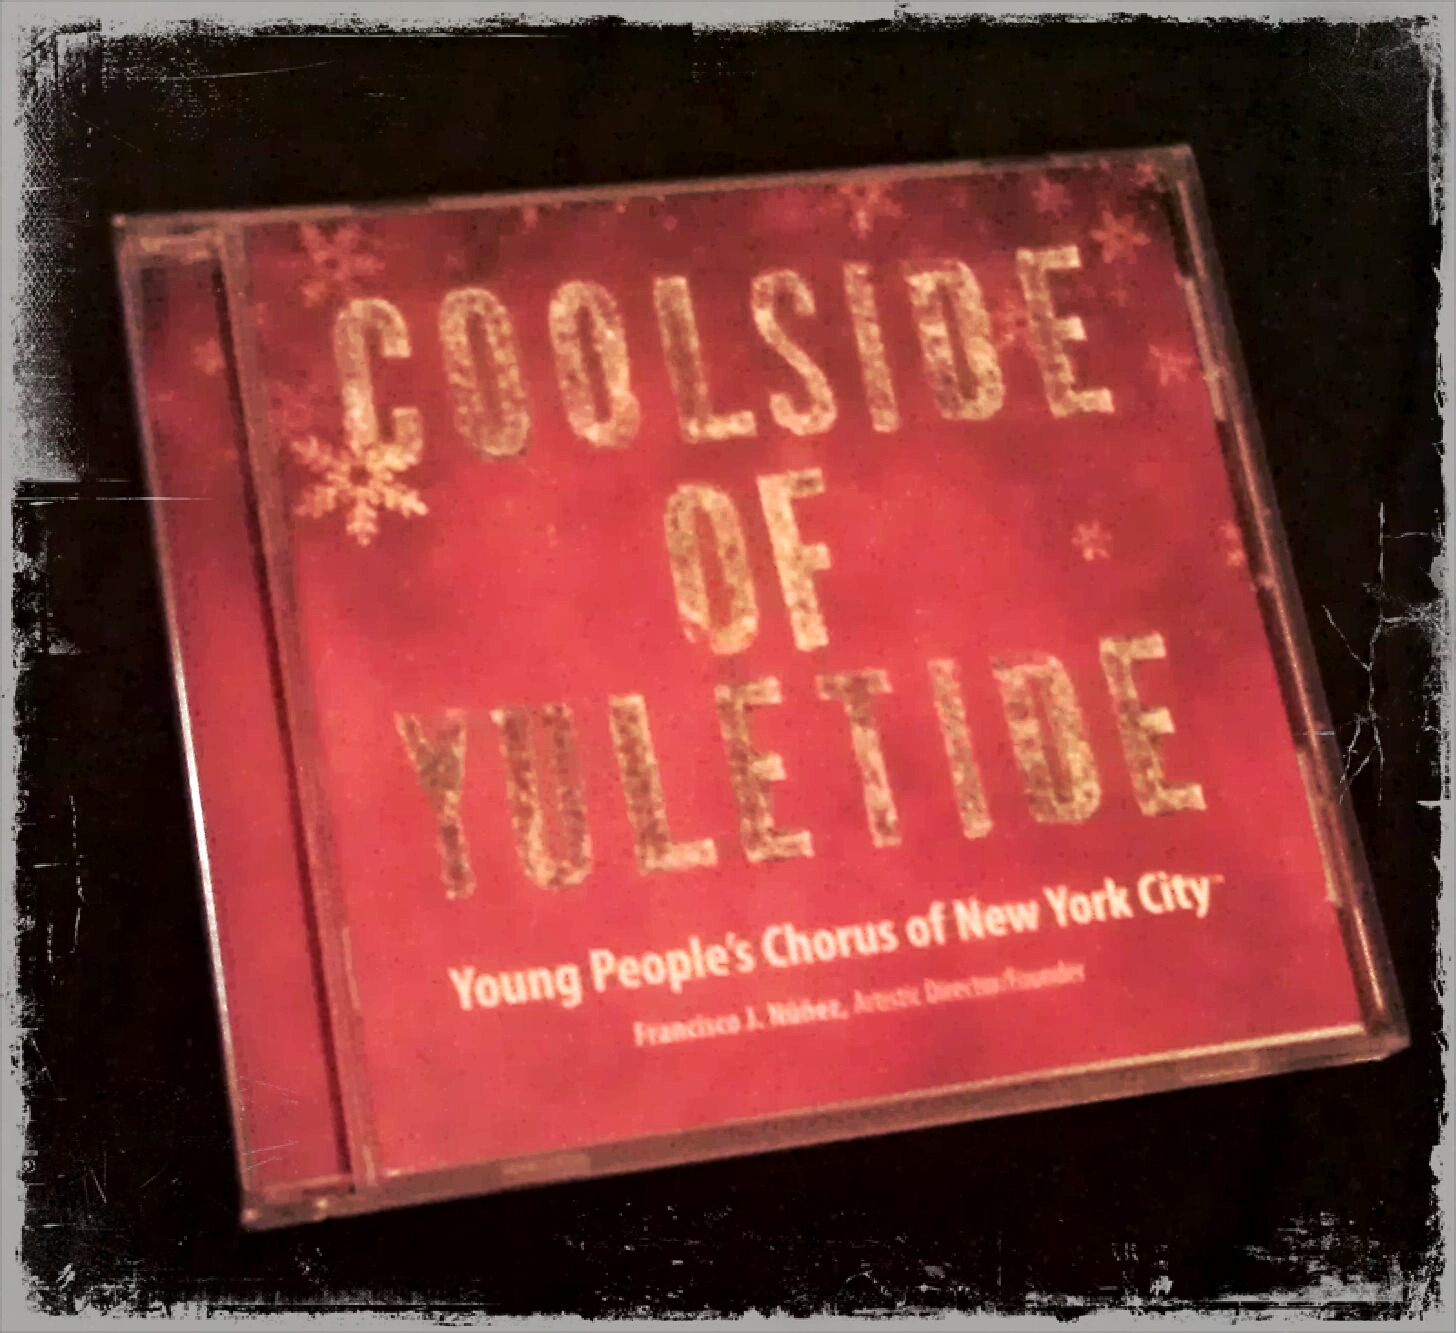 COOLSIDE
OF
YULETIDE
Young People's Chorus of New York City™
Francisco J. Núñez, Artistic Director/Founder